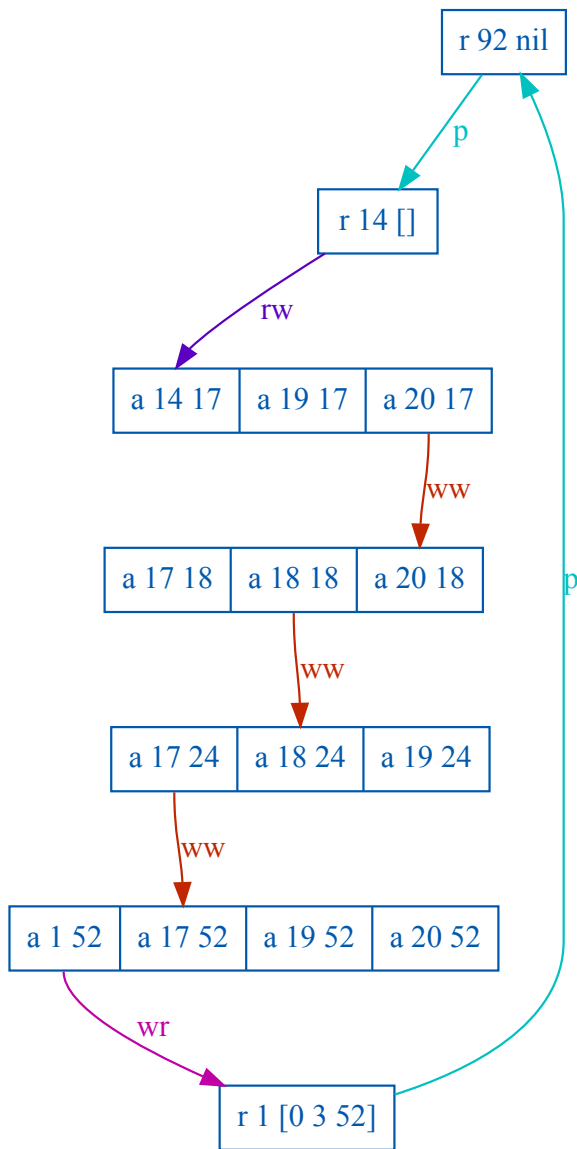 r 92 nil
p
r 14 []
rw
a 14 17 a 19 17 a 20 17
ww
a 17 18 a 18 18 a 20 18
p
ww
a 17 24 a 18 24 a 19 24
ww
a 1 52 a 17 52 a 19 52 a 20 52
wr
r 1 [0 3 52]